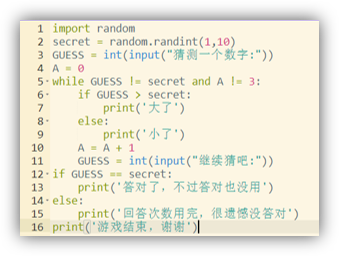 1 import random
2 secret = random.randint(1,10)
3 GUESS = int(input("猜测一个数字:"))
4 A = 0
5 while GUESS != secret and A != 3:
6     if GUESS > secret:
7         print('大了')
8     else:
9         print('小了')
10     A = A + 1
11     GUESS = int(input("继续猜吧:"))
12 if GUESS == secret:
13     print('答对了，不过答对也没用')
14 else:
15     print('回答次数用完，很遗憾没答对')
16 print('游戏结束，谢谢')